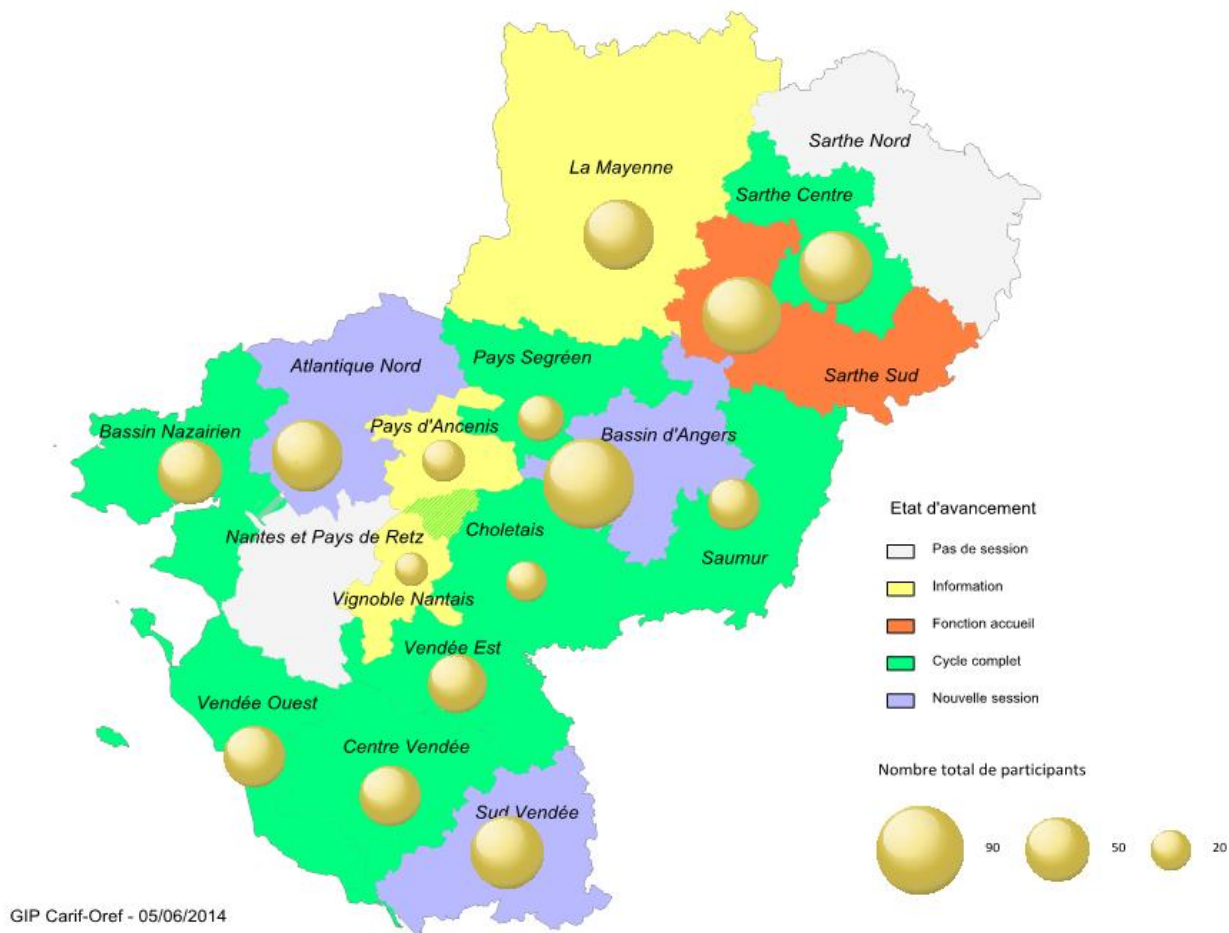 Sarthe Nord
La Mayenne
Sarthe Centre
Atlantique Nord
Pays Segréen
Sarthe Sud
Bassin Nazairien
Pays d'Ancenis
Bassin d'Angers
Nantes et Pays de Retz
Choletais
Saumur
Vignoble Nantais
Vendée Est
Vendée Ouest
Centre Vendée
Sud Vendée
Etat d'avancement
Pas de session
Information
Fonction accueil
Cycle complet
Nouvelle session
Nombre total de participants
90 50 20
GIP Carif-Oref - 05/06/2014